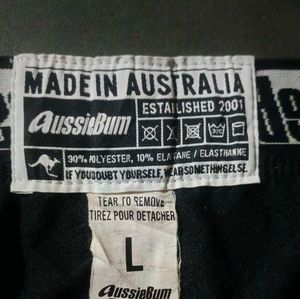 MADE IN AUSTRALIA
aussieBum
ESTABLISHED 2001
90% POLYESTER, 10% ELASTANE / ELASTHANNE
IF YOU DOUBT YOURSELF, WEAR SOMETHING ELSE.
TEAR TO REMOVE
TIREZ POUR DETACHER
L
aussieBum